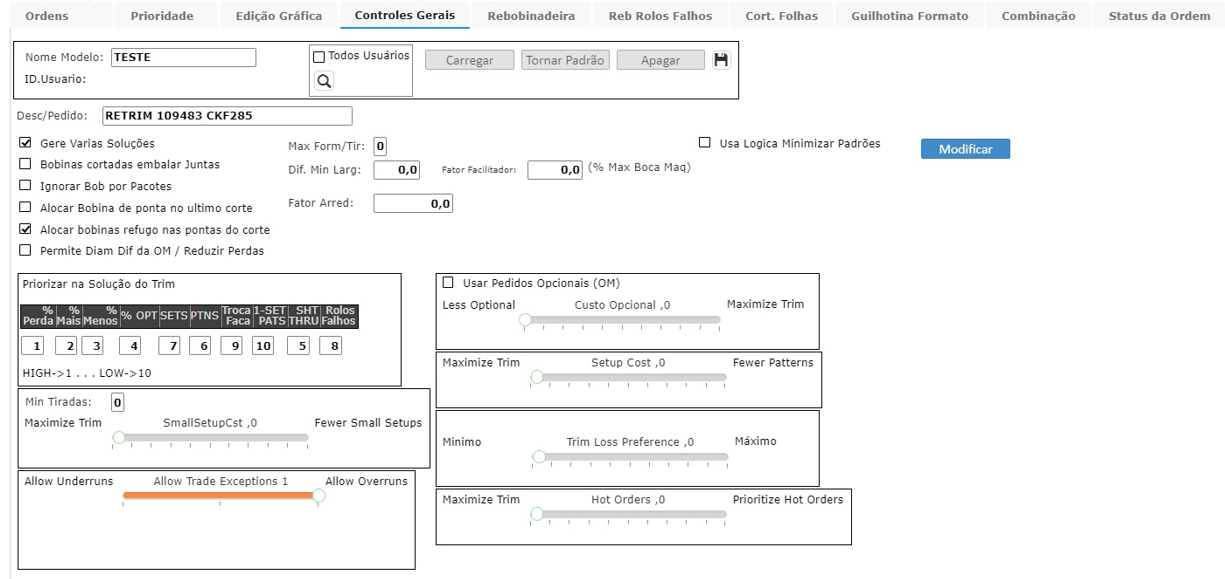 Ordens Prioridade Edição Gráfica Controles Gerais Rebobinadeira Reb Rolos Falhos Cort. Folhas Guilhotina Formato Combinação Status da Ordem
Nome Modelo: TESTE Todos Usuários Carregar Tornar Padrão Apagar
ID.Usuario:
Desc/Pedido: RETRIM 109483 CKF285
Gere Varias Soluções Max Form/Tir: 0 Usa Logica Minimizar Padrões Modificar
Bobinas cortadas embalar Juntas Dif. Min Larg: 0,0 Fator Facilitador: 0,0 (% Max Boca Maq)
Ignorar Bob por Pacotes
Alocar Bobina de ponta no ultimo corte Fator Arred: 0,0
Alocar bobinas refugo nas pontas do corte
Permite Diam Dif da OM / Reduzir Perdas
Priorizar na Solução do Trim
% % % % OPT SETS PTNS Troca 1-SET SHT Rolos
Perda Mais Menos Faca PATS THRU Falhos
1 2 3 4 7 6 9 10 5 8
HIGH->1 . . . LOW->10
Usar Pedidos Opcionais (OM)
Less Optional Custo Opcional ,0 Maximize Trim
Maximize Trim Setup Cost ,0 Fewer Patterns
Min Tiradas: 0
Maximize Trim SmallSetupCst ,0 Fewer Small Setups
Minimo Trim Loss Preference ,0 Máximo
Allow Underruns Allow Trade Exceptions 1 Allow Overruns
Maximize Trim Hot Orders ,0 Prioritize Hot Orders